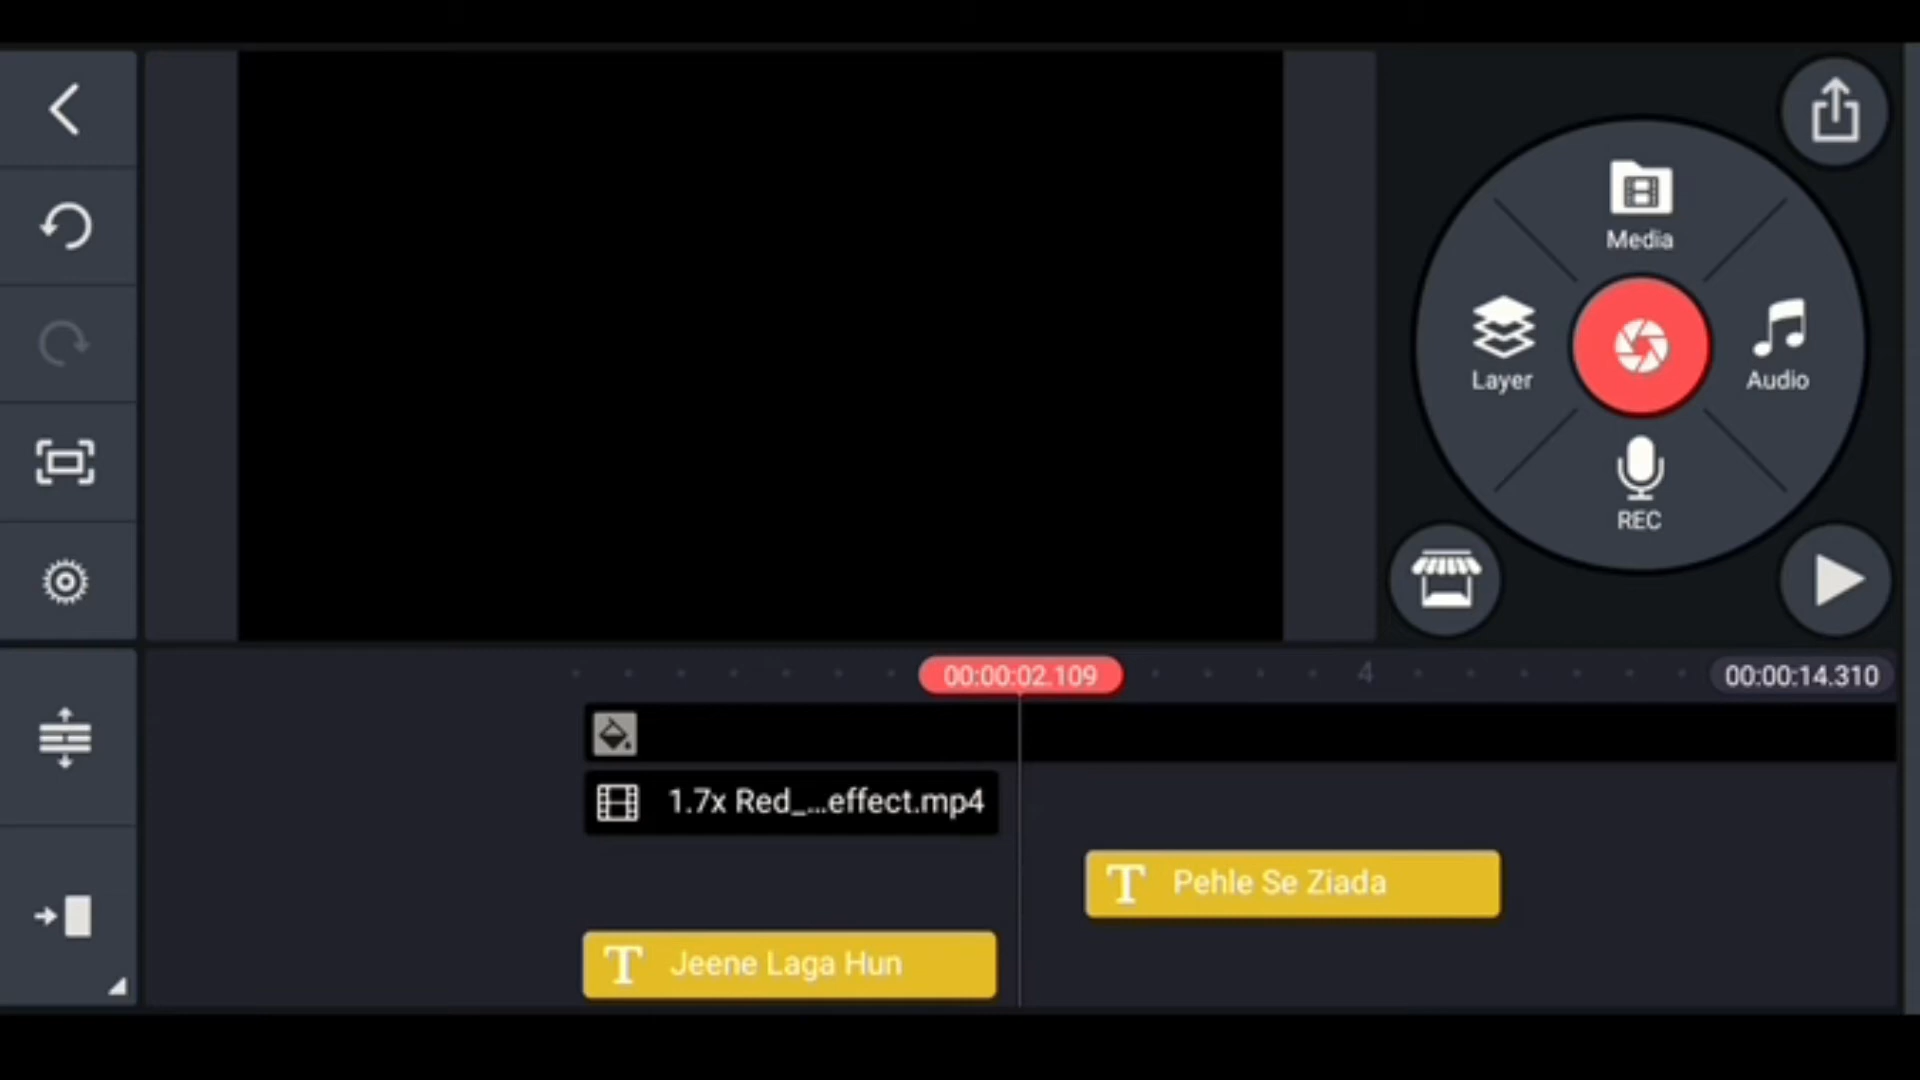 Media
Layer
Audio
REC
00:00:02.109
4
00:00:14.310
1.7x Red_...effect.mp4
Pehle Se Ziada
Jeene Laga Hun